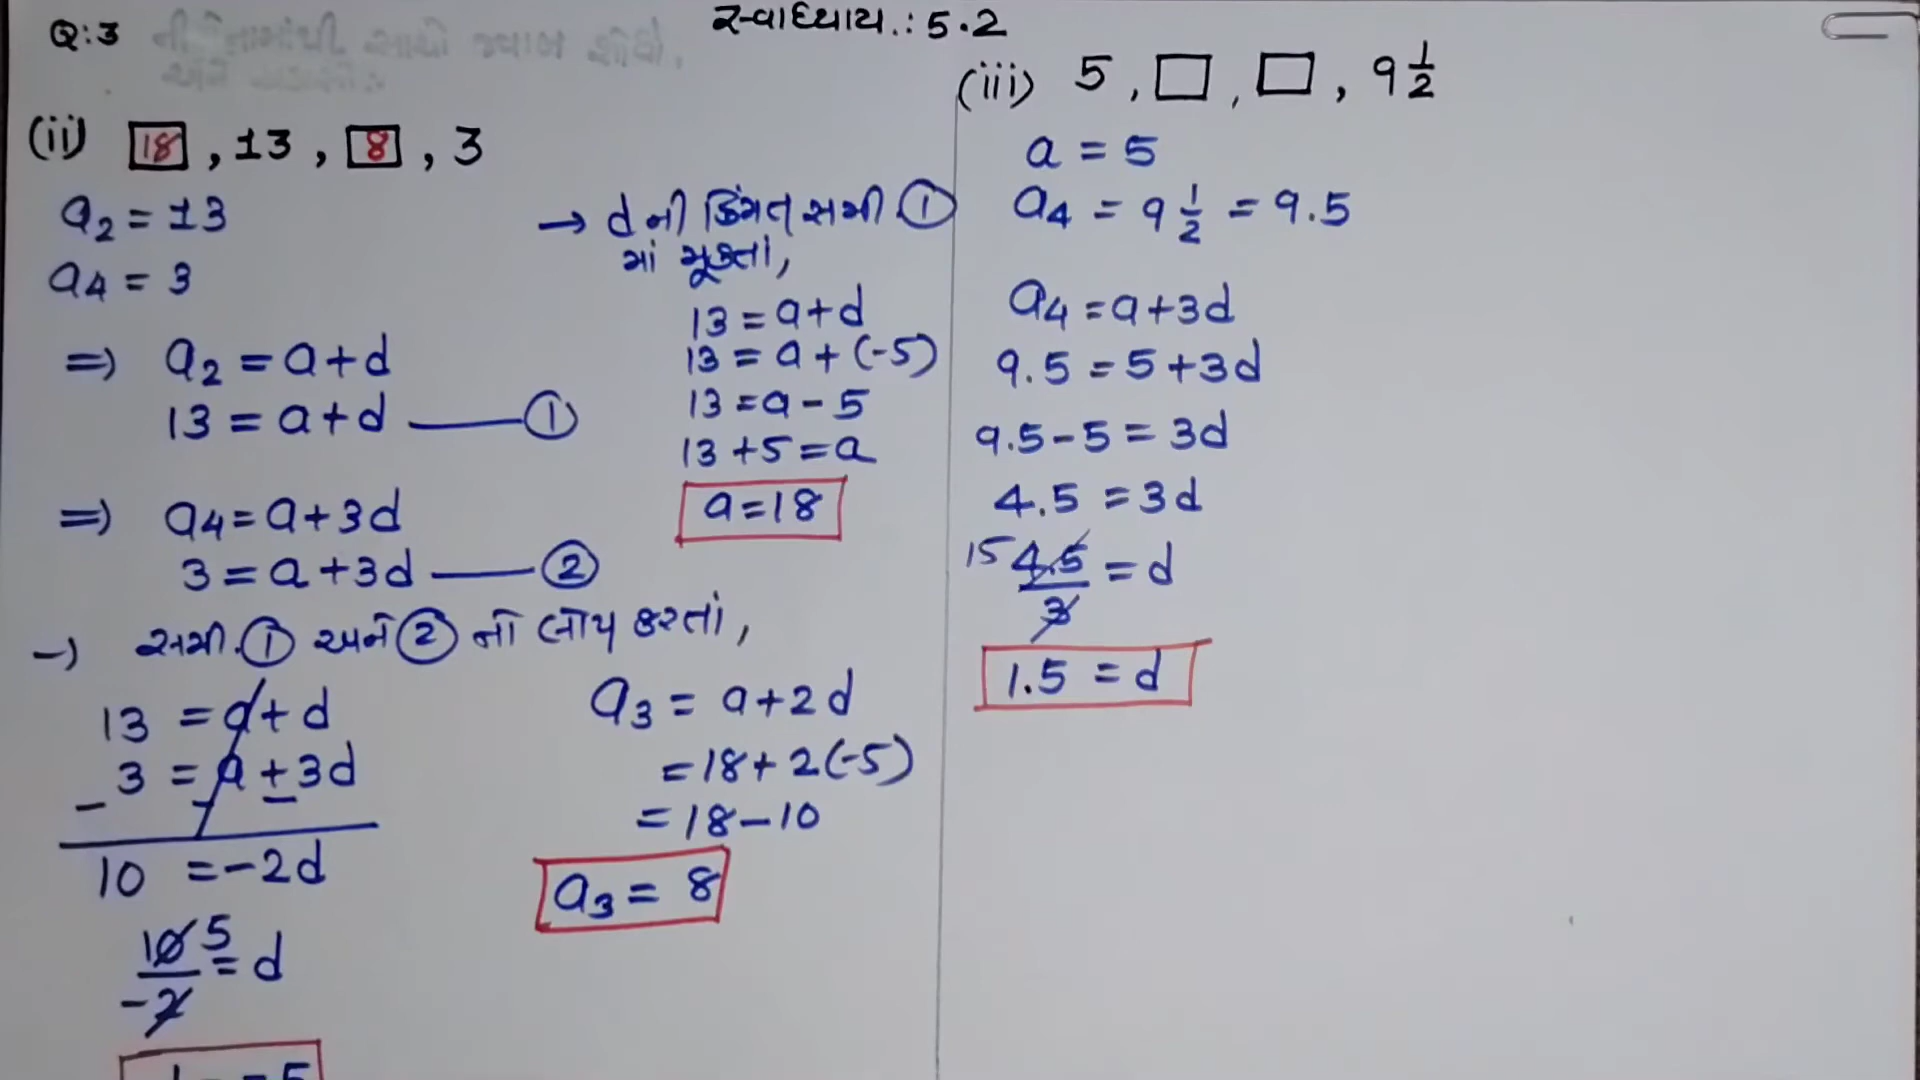 Q:3
સ્વાધ્યાય.: 5.2
(ii) 18 , 13 , 8 , 3
a2 = 13
a4 = 3
=) a2 = a + d
13 = a + d —— 1
=) a4 = a + 3d
3 = a + 3d —— 2
-) સમી. 1 અને 2 નો લોપ કરતાં,
13 = a + d
- 3 = - a + - 3d
10 = -2d
10 5 / -2 = d
→ d ની કિંમત સમી 1
માં મૂકતાં,
13 = a + d
13 = a + (-5)
13 = a - 5
13 + 5 = a
a = 18
a3 = a + 2d
= 18 + 2(-5)
= 18 - 10
a3 = 8
(iii) 5 , □ , □ , 9 1/2
a = 5
a4 = 9 1/2 = 9.5
a4 = a + 3d
9.5 = 5 + 3d
9.5 - 5 = 3d
4.5 = 3d
15 4.5 / 3 = d
1.5 = d